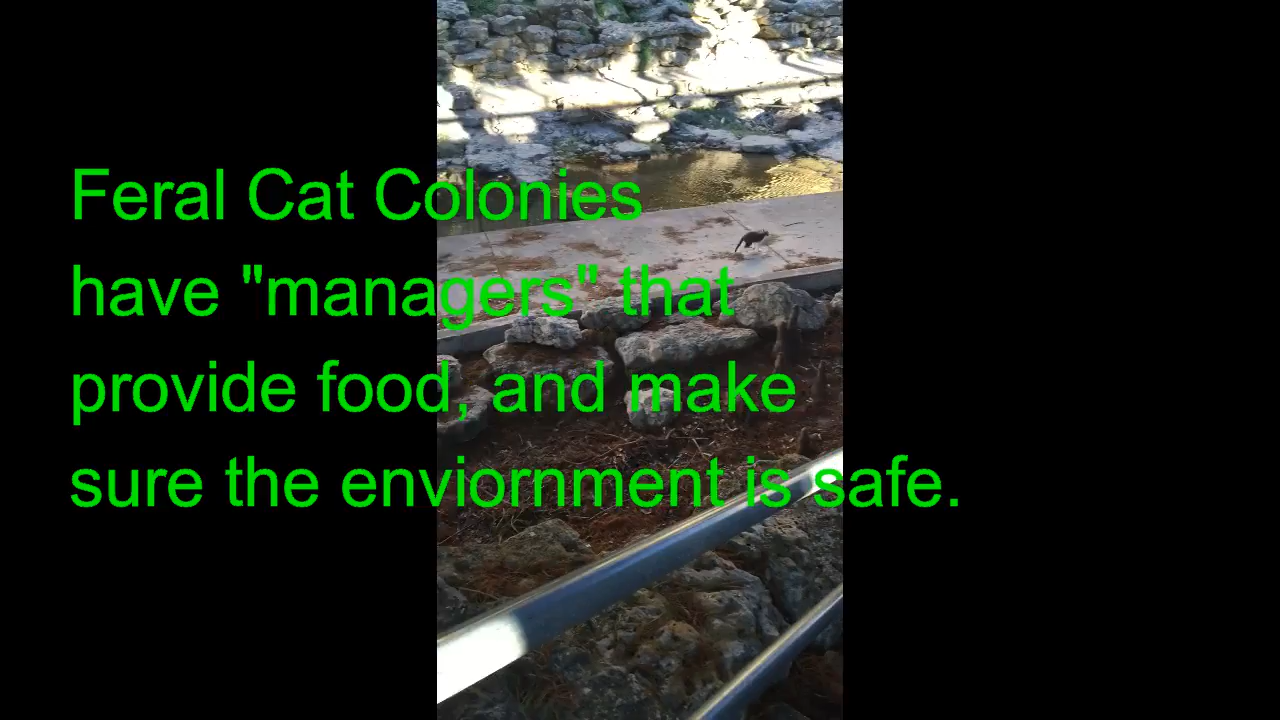 Feral Cat Colonies
have "managers" that
provide food, and make
sure the enviornment is safe.